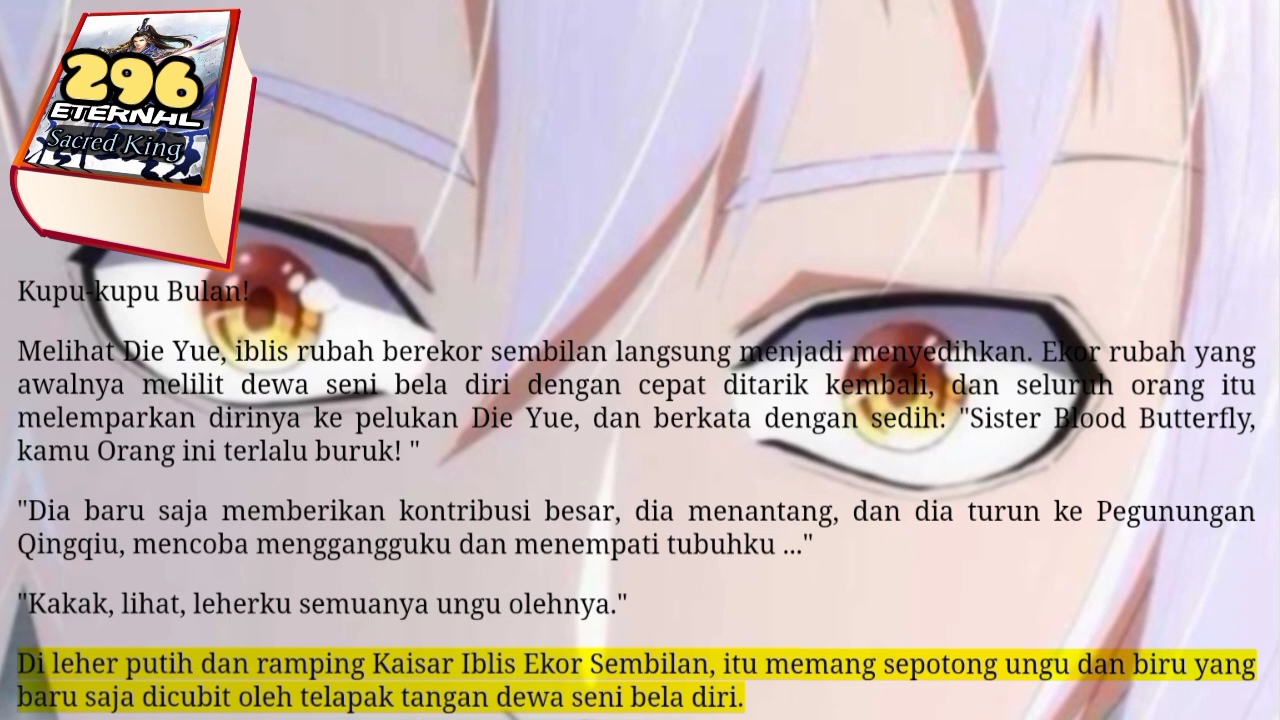 296
ETERNAL
Sacred King
Kupu-kupu Bulan!
Melihat Die Yue, iblis rubah berekor sembilan langsung menjadi menyedihkan. Ekor rubah yang
awalnya melilit dewa seni bela diri dengan cepat ditarik kembali, dan seluruh orang itu
melemparkan dirinya ke pelukan Die Yue, dan berkata dengan sedih: "Sister Blood Butterfly,
kamu Orang ini terlalu buruk! "
"Dia baru saja memberikan kontribusi besar, dia menantang, dan dia turun ke Pegunungan
Qingqiu, mencoba menggangguku dan menempati tubuhku ..."
"Kakak, lihat, leherku semuanya ungu olehnya."
Di leher putih dan ramping Kaisar Iblis Ekor Sembilan, itu memang sepotong ungu dan biru yang
baru saja dicubit oleh telapak tangan dewa seni bela diri.